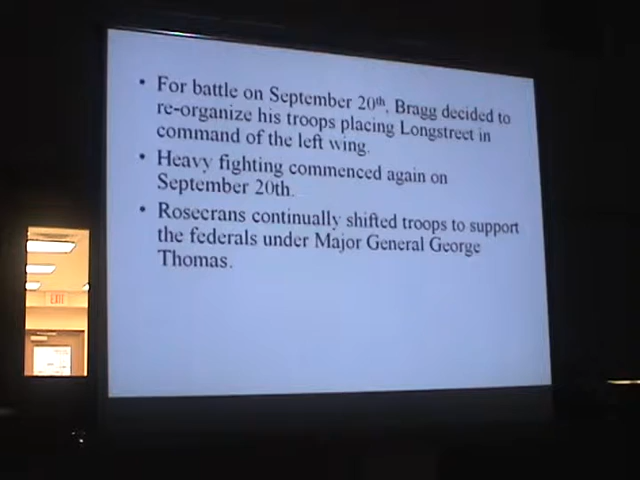 • For battle on September 20th, Bragg decided to
re-organize his troops placing Longstreet in
command of the left wing.
• Heavy fighting commenced again on
September 20th.
• Rosecrans continually shifted troops to support
the federals under Major General George
Thomas.
EXIT